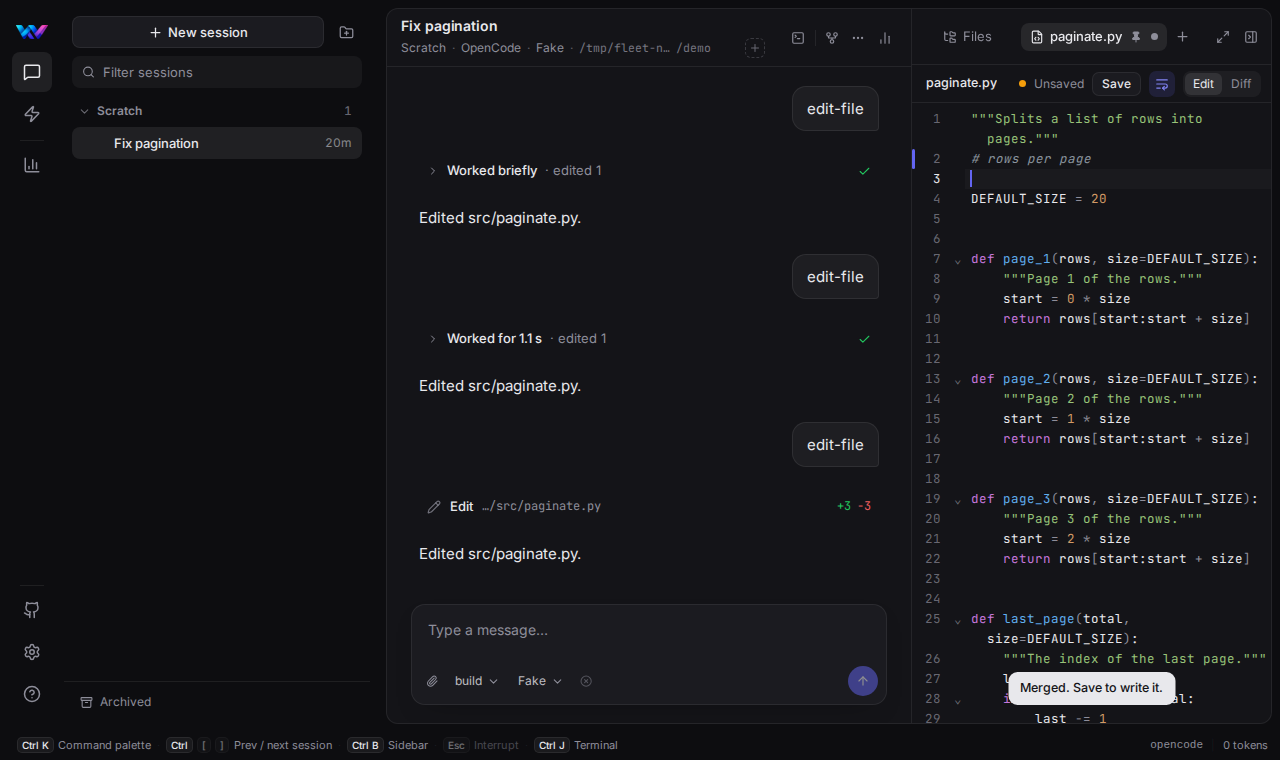 New session
Filter sessions
Scratch 1
Fix pagination 20m
Archived
Fix pagination
Scratch · OpenCode · Fake · /tmp/fleet-n… /demo
edit-file
Worked briefly · edited 1
Edited src/paginate.py.
edit-file
Worked for 1.1 s · edited 1
Edited src/paginate.py.
edit-file
Edit …/src/paginate.py +3 -3
Edited src/paginate.py.
Type a message...
build Fake
Files paginate.py
paginate.py Unsaved Save Edit Diff
1 """Splits a list of rows into
pages."""
2 # rows per page
3
4 DEFAULT_SIZE = 20
5
6
7 def page_1(rows, size=DEFAULT_SIZE):
8 """Page 1 of the rows."""
9 start = 0 * size
10 return rows[start:start + size]
11
12
13 def page_2(rows, size=DEFAULT_SIZE):
14 """Page 2 of the rows."""
15 start = 1 * size
16 return rows[start:start + size]
17
18
19 def page_3(rows, size=DEFAULT_SIZE):
20 """Page 3 of the rows."""
21 start = 2 * size
22 return rows[start:start + size]
23
24
25 def last_page(total,
size=DEFAULT_SIZE):
26 """The index of the last page."""
27
28 al:
29 last -= 1
Merged. Save to write it.
Ctrl K Command palette Ctrl [ ] Prev / next session Ctrl B Sidebar Esc Interrupt Ctrl J Terminal opencode 0 tokens